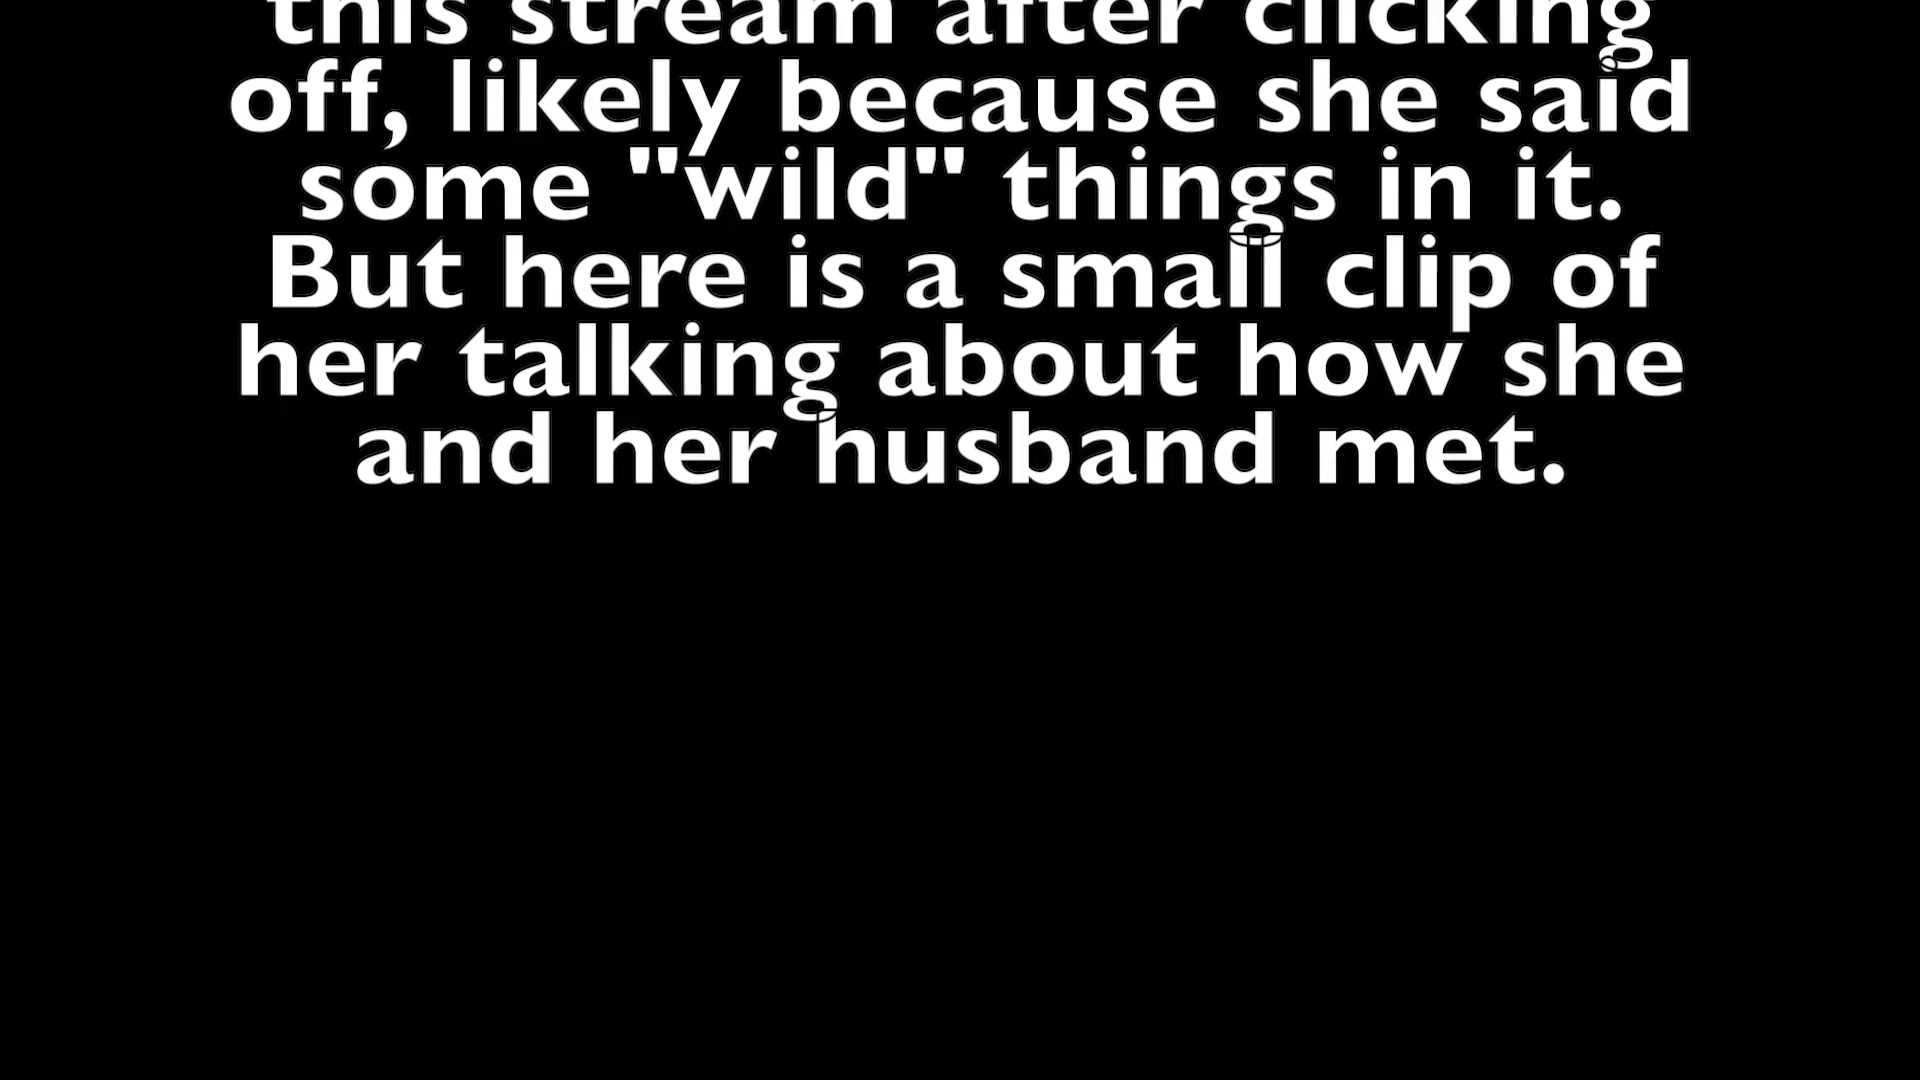 this stream after clicking
off, likely because she said
some "wild" things in it.
But here is a small clip of
her talking about how she
and her husband met.